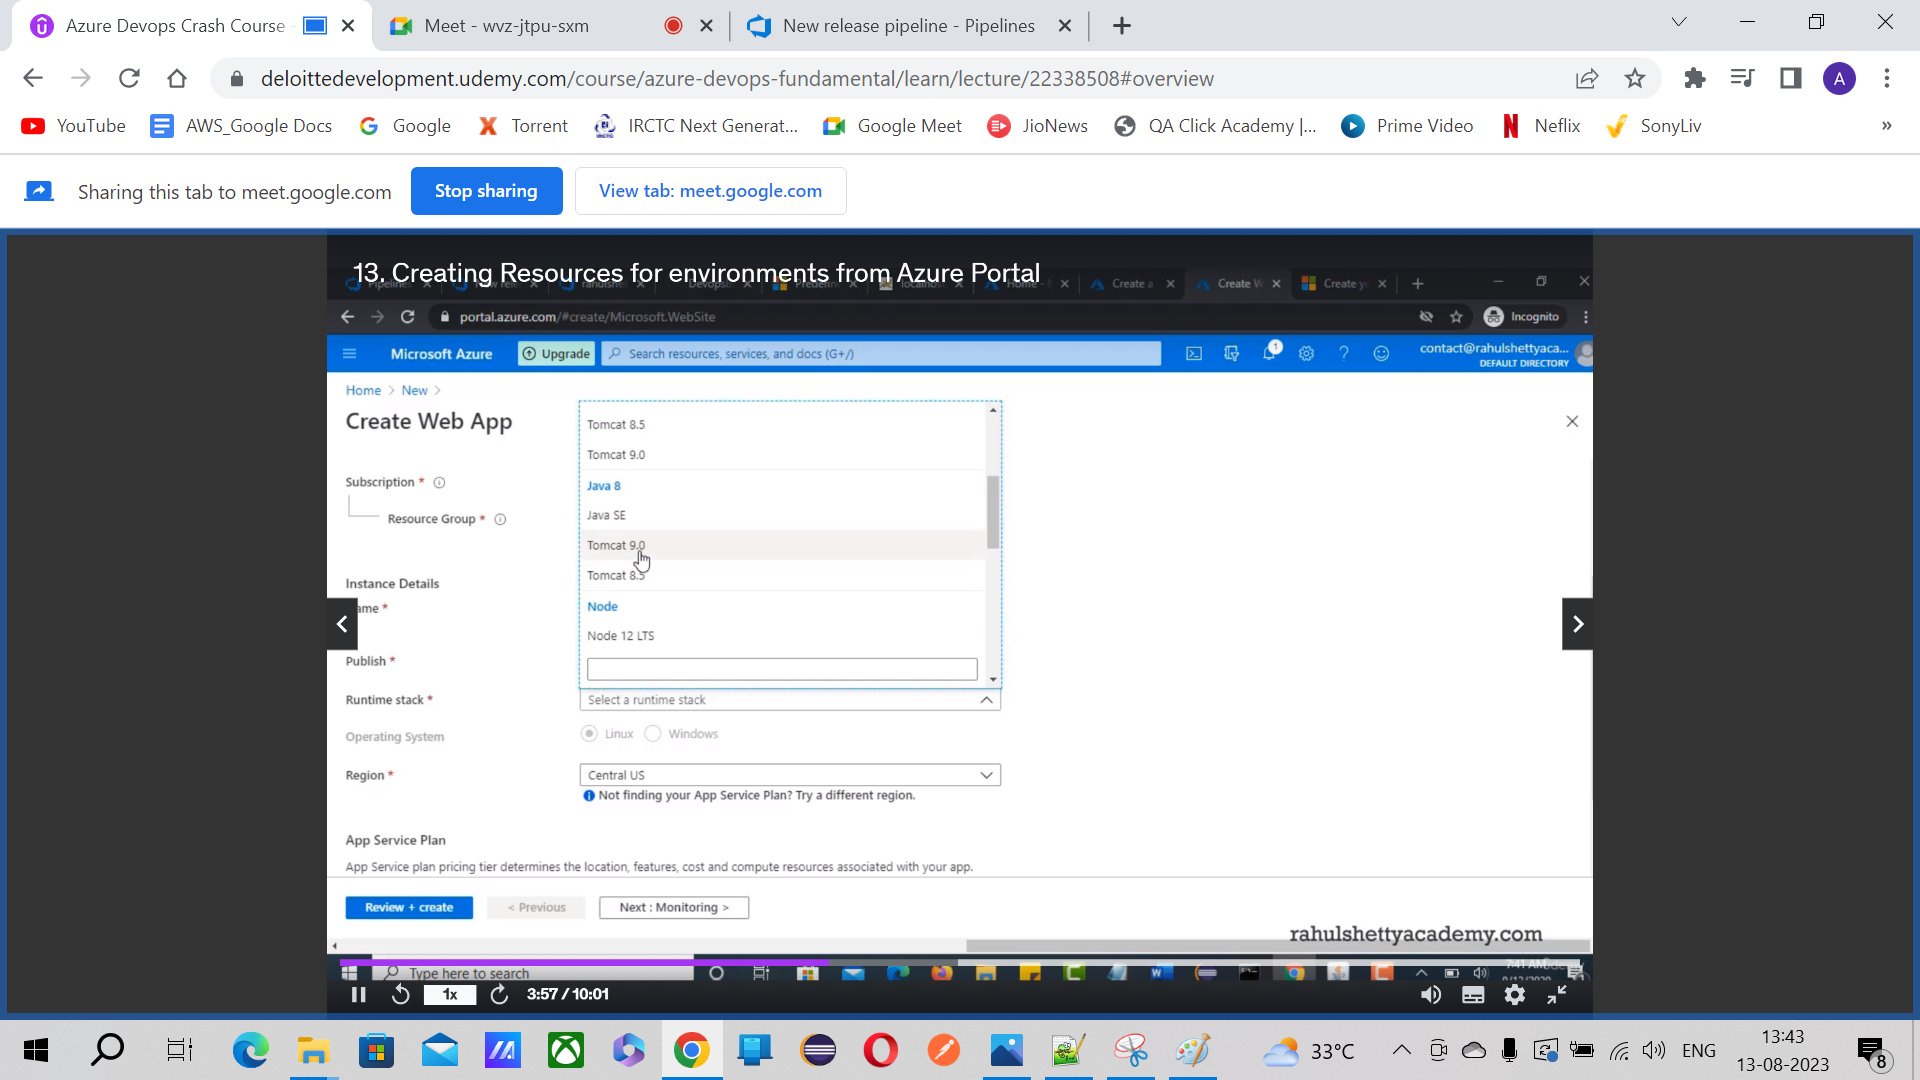 Azure Devops Crash Course
Meet - wvz-jtpu-sxm
New release pipeline - Pipelines
deloittedevelopment.udemy.com/course/azure-devops-fundamental/learn/lecture/22338508#overview
A
YouTube
AWS_Google Docs
Google
Torrent
IRCTC Next Generat...
Google Meet
JioNews
QA Click Academy |...
Prime Video
Neflix
SonyLiv
»
Sharing this tab to meet.google.com
Stop sharing
View tab: meet.google.com
13. Creating Resources for environments from Azure Portal
Create a
Create W
Create yo
portal.azure.com/#create/Microsoft.WebSite
Incognito
Microsoft Azure
Upgrade
Search resources, services, and docs (G+/)
1
contact@rahulshettyaca...
DEFAULT DIRECTORY
Home > New >
Create Web App
Tomcat 8.5
Tomcat 9.0
Subscription *
Java 8
Resource Group *
Java SE
Tomcat 9.0
Tomcat 8.5
Instance Details
Node
ame *
Node 12 LTS
Publish *
Runtime stack *
Select a runtime stack
Operating System
Linux
Windows
Region *
Central US
Not finding your App Service Plan? Try a different region.
App Service Plan
App Service plan pricing tier determines the location, features, cost and compute resources associated with your app.
Review + create
< Previous
Next : Monitoring >
rahulshettyacademy.com
Type here to search
7:41 AM
1x
3:57 / 10:01
33°C
ENG
13:43
13-08-2023
8